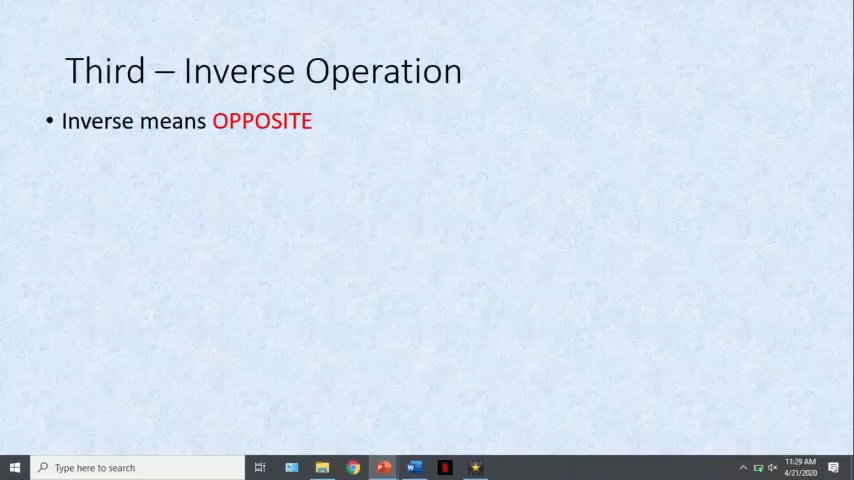 Third – Inverse Operation
• Inverse means OPPOSITE
Type here to search
11:29 AM
4/21/2020